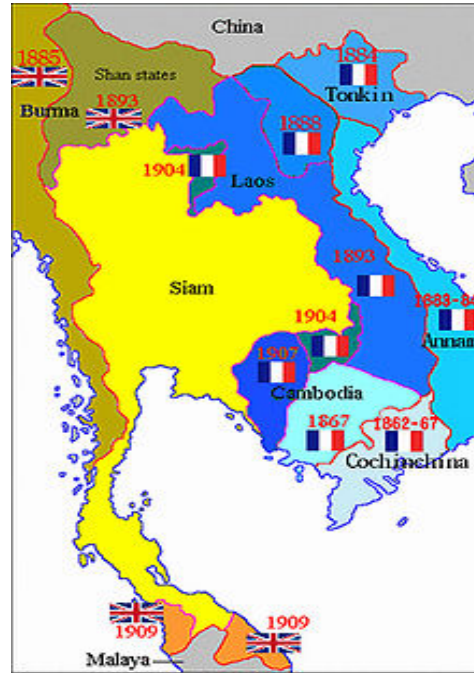 China
1885
Shan states
1884
Tonkin
Burma
1893
1888
1904
Laos
1893
Siam
1904
1883-84
Annam
1907
Cambodia
1867
1862-67
Cochinchina
1909
1909
Malaya